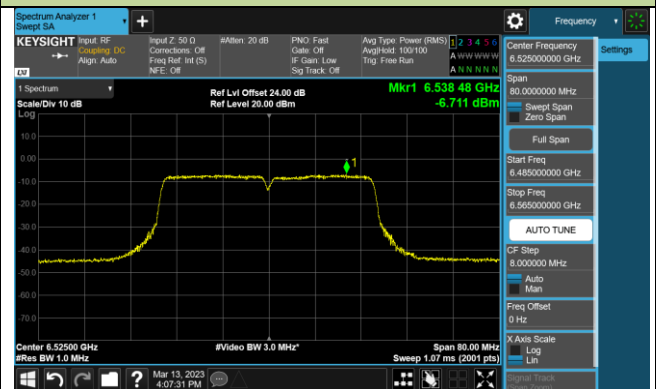 Spectrum Analyzer 1
Swept SA
Frequency
KEYSIGHT
Input: RF
Coupling: DC
Align: Auto
Input Z: 50 Ω
Corrections: Off
Freq Ref: Int (S)
NFE: Off
#Atten: 20 dB
PNO: Fast
Gate: Off
IF Gain: Low
Sig Track: Off
Avg Type: Power (RMS)
Avg|Hold: 100/100
Trig: Free Run
1 2 3 4 5 6
A W W W W W
A N N N N N
LXI
1 Spectrum
Scale/Div 10 dB
Log
Ref Lvl Offset 24.00 dB
Ref Level 20.00 dBm
Mkr1 6.538 48 GHz
-6.711 dBm
1
10.0
0.00
-10.0
-20.0
-30.0
-40.0
-50.0
-60.0
-70.0
Center 6.52500 GHz
#Res BW 1.0 MHz
#Video BW 3.0 MHz*
Span 80.00 MHz
Sweep 1.07 ms (2001 pts)
Mar 13, 2023
4:07:31 PM
Center Frequency
6.525000000 GHz
Span
80.0000000 MHz
Swept Span
Zero Span
Full Span
Start Freq
6.485000000 GHz
Stop Freq
6.565000000 GHz
AUTO TUNE
CF Step
8.000000 MHz
Auto
Man
Freq Offset
0 Hz
X Axis Scale
Log
Lin
Signal Track
Settings